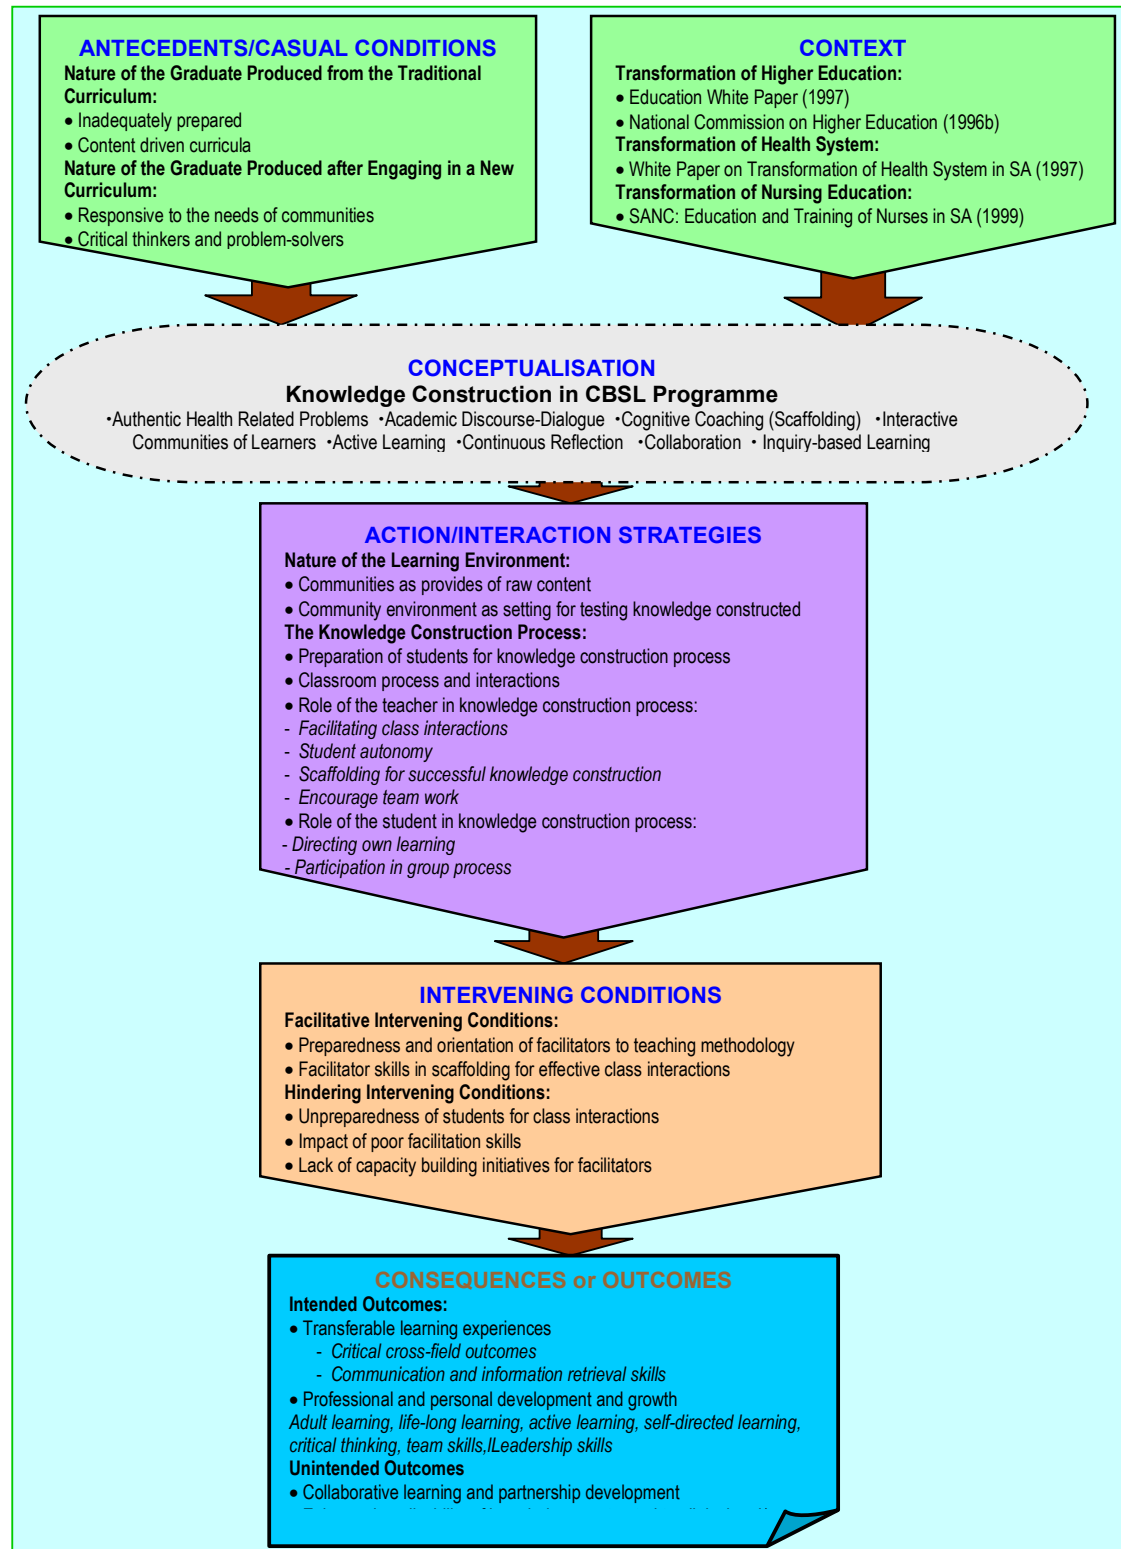 ANTECEDENTS/CASUAL CONDITIONS
Nature of the Graduate Produced from the Traditional
Curriculum:
• Inadequately prepared
• Content driven curricula
Nature of the Graduate Produced after Engaging in a New
Curriculum:
• Responsive to the needs of communities
• Critical thinkers and problem-solvers
CONTEXT
Transformation of Higher Education:
• Education White Paper (1997)
• National Commission on Higher Education (1996b)
Transformation of Health System:
• White Paper on Transformation of Health System in SA (1997)
Transformation of Nursing Education:
• SANC: Education and Training of Nurses in SA (1999)
CONCEPTUALISATION
Knowledge Construction in CBSL Programme
•Authentic Health Related Problems •Academic Discourse-Dialogue •Cognitive Coaching (Scaffolding) •Interactive
Communities of Learners •Active Learning •Continuous Reflection •Collaboration • Inquiry-based Learning
ACTION/INTERACTION STRATEGIES
Nature of the Learning Environment:
• Communities as provides of raw content
• Community environment as setting for testing knowledge constructed
The Knowledge Construction Process:
• Preparation of students for knowledge construction process
• Classroom process and interactions
• Role of the teacher in knowledge construction process:
- Facilitating class interactions
- Student autonomy
- Scaffolding for successful knowledge construction
- Encourage team work
• Role of the student in knowledge construction process:
- Directing own learning
- Participation in group process
INTERVENING CONDITIONS
Facilitative Intervening Conditions:
• Preparedness and orientation of facilitators to teaching methodology
• Facilitator skills in scaffolding for effective class interactions
Hindering Intervening Conditions:
• Unpreparedness of students for class interactions
• Impact of poor facilitation skills
• Lack of capacity building initiatives for facilitators
CONSEQUENCES or OUTCOMES
Intended Outcomes:
• Transferable learning experiences
- Critical cross-field outcomes
- Communication and information retrieval skills
• Professional and personal development and growth
Adult learning, life-long learning, active learning, self-directed learning,
critical thinking, team skills,lLeadership skills
Unintended Outcomes
• Collaborative learning and partnership development